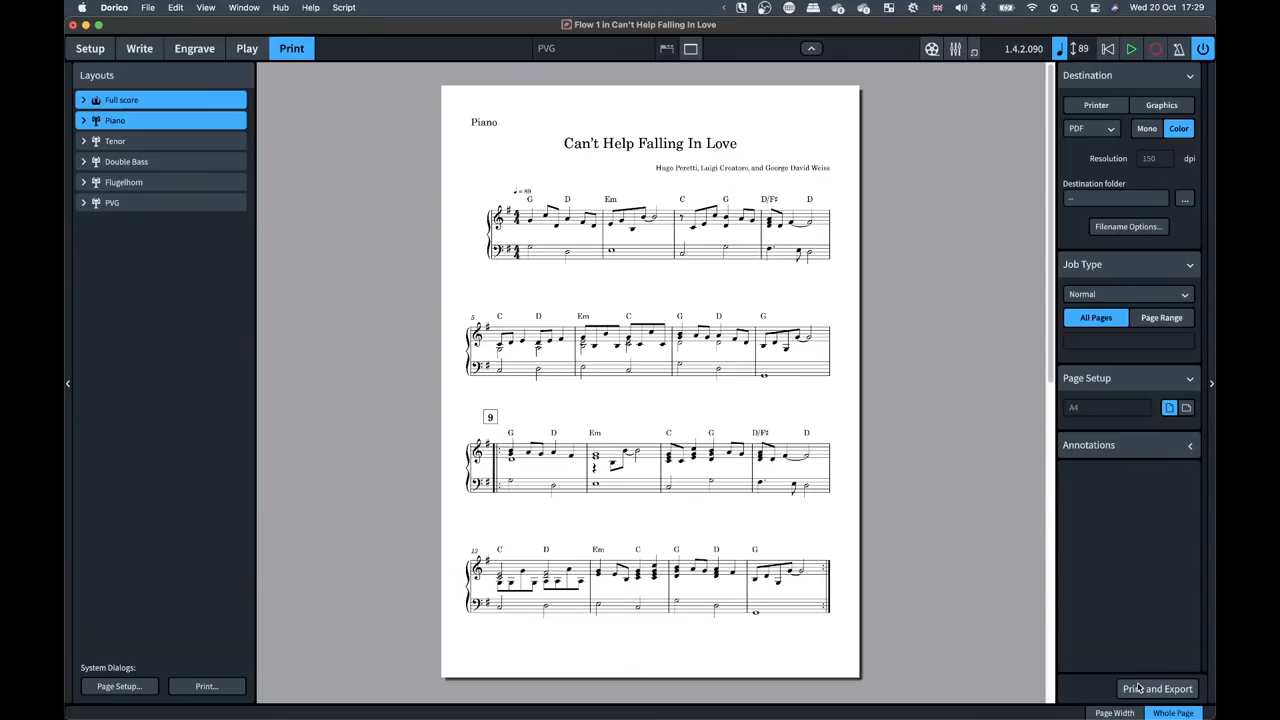 Dorico File Edit View Window Hub Help Script Wed 20 Oct 17:29
Flow 1 in Can't Help Falling In Love
Setup Write Engrave Play Print PVG 1.4.2.090 89
Layouts
Full score
Piano
Tenor
Double Bass
Flugelhorn
PVG
System Dialogs:
Page Setup... Print...
Piano
Can't Help Falling In Love
Hugo Peretti, Luigi Creatore, and George David Weiss
= 89
G D Em C G D/F# D
5 C D Em C G D G
9
G D Em C G D/F# D
13 C D Em C G D G
Destination
Printer Graphics
PDF Mono Color
Resolution 150 dpi
Destination folder
...
Filename Options...
Job Type
Normal
All Pages Page Range
Page Setup
A4
Annotations
Print and Export
Page Width Whole Page